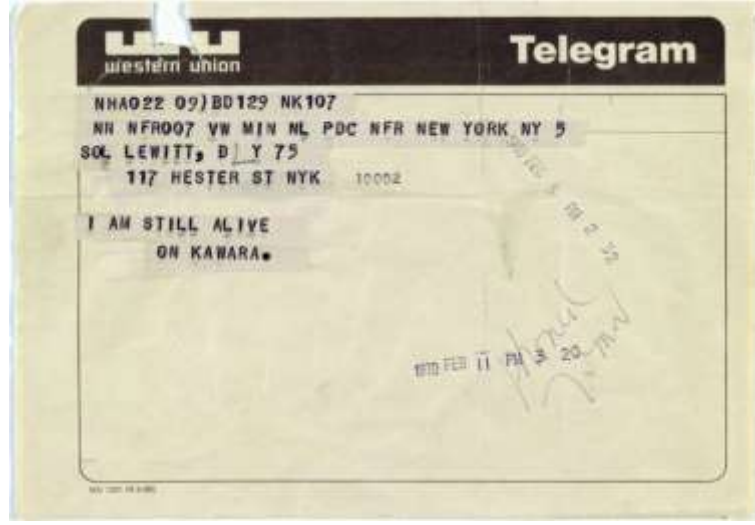 western union
Telegram
NHA022 09)BD129 NK107
NN NFR007 VW MIN NL PDC NFR NEW YORK NY 5
SOL LEWITT, D Y 75
117 HESTER ST NYK 10002
I AM STILL ALIVE
ON KAWARA.
1970 FEB 11 PM 3 20